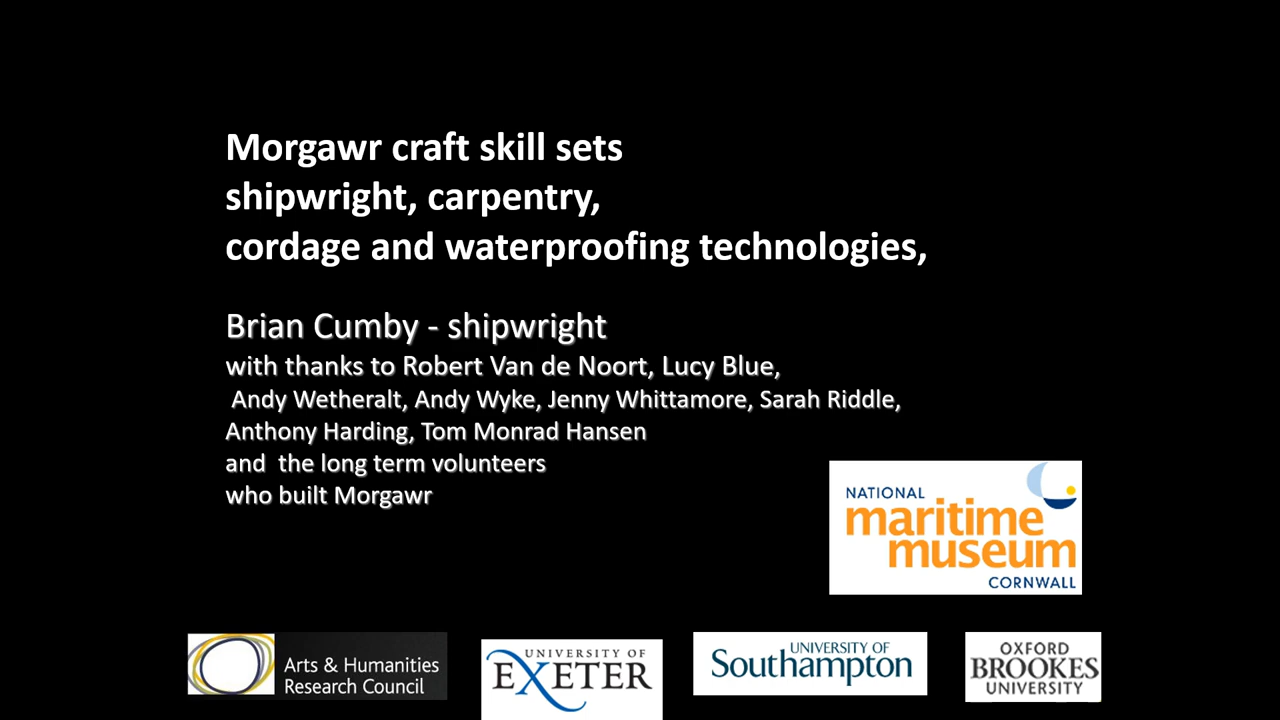 Morgawr craft skill sets
shipwright, carpentry,
cordage and waterproofing technologies,
Brian Cumby - shipwright
with thanks to Robert Van de Noort, Lucy Blue,
Andy Wetheralt, Andy Wyke, Jenny Whittamore, Sarah Riddle,
Anthony Harding, Tom Monrad Hansen
and the long term volunteers
who built Morgawr
NATIONAL
maritime
museum
CORNWALL
Arts & Humanities
Research Council
UNIVERSITY OF
EXETER
UNIVERSITY OF
Southampton
OXFORD
BROOKES
UNIVERSITY